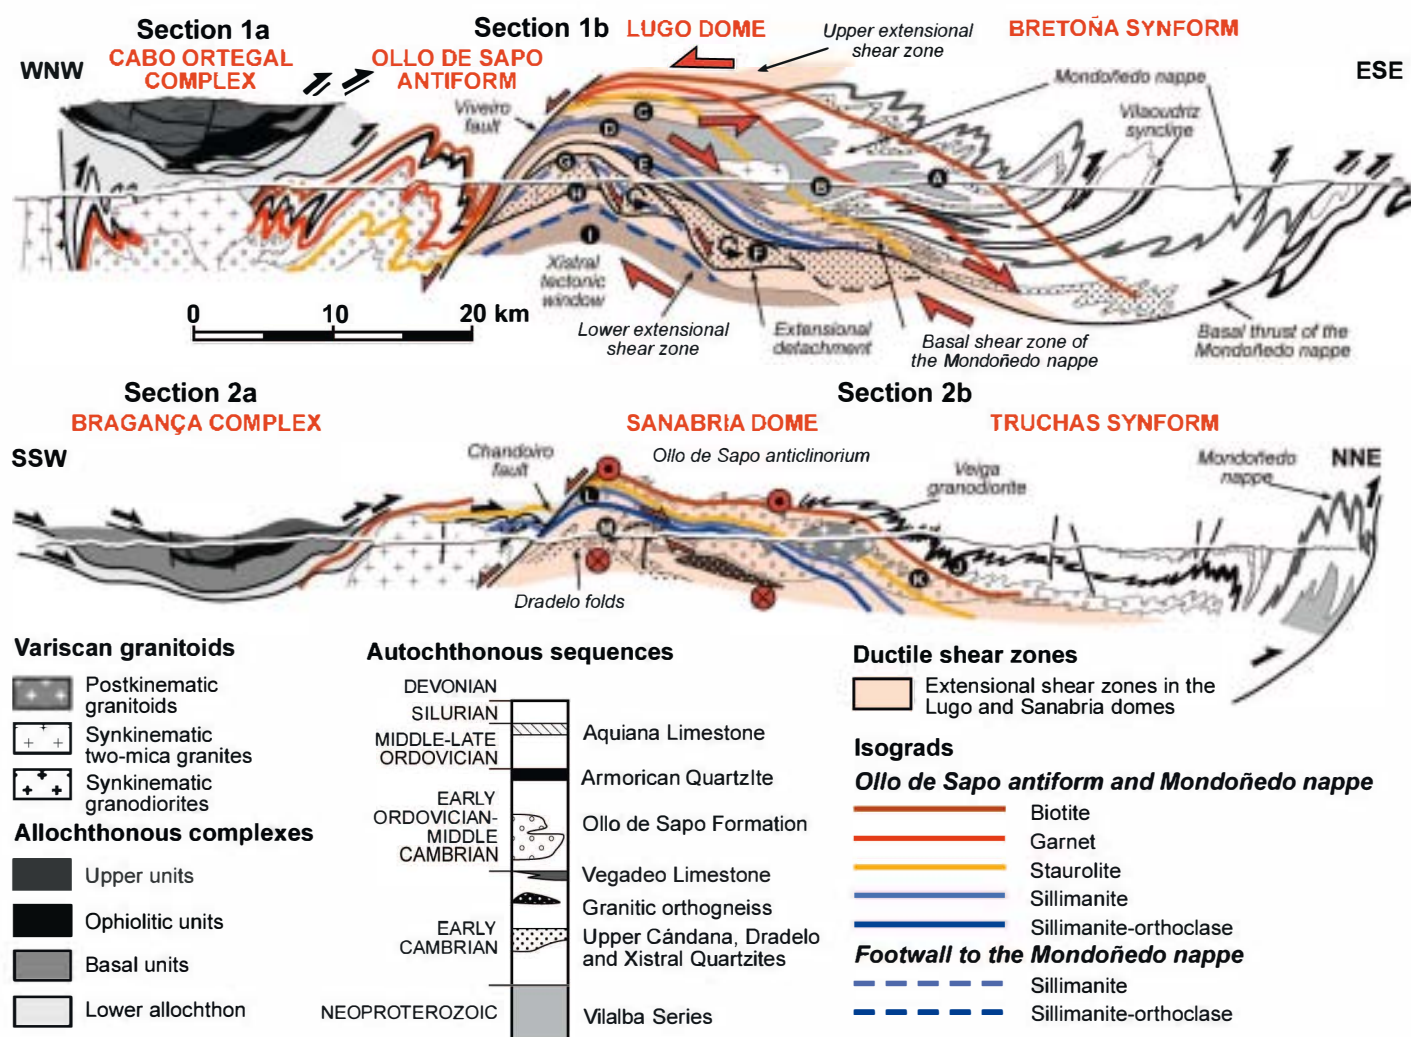 Section 1a
Section 1b
LUGO DOME
BRETOÑA SYNFORM
CABO ORTEGAL
COMPLEX
OLLO DE SAPO
ANTIFORM
Upper extensional
shear zone
WNW
ESE
Mondoñedo nappe
Viveiro
fault
Vilaoudriz
syncline
C
D
G
E
H
B
A
I
F
Xistral
tectonic
window
0
10
20 km
Lower extensional
shear zone
Extensional
detachment
Basal shear zone of
the Mondoñedo nappe
Basal thrust of the
Mondoñedo nappe
Section 2a
Section 2b
BRAGANÇA COMPLEX
SANABRIA DOME
TRUCHAS SYNFORM
SSW
NNE
Chandoiro
fault
Ollo de Sapo anticlinorium
Veiga
granodiorite
Mondoñedo
nappe
L
M
K
J
Dradelo folds
Variscan granitoids
Postkinematic
granitoids
Synkinematic
two-mica granites
Synkinematic
granodiorites
Allochthonous complexes
Upper units
Ophiolitic units
Basal units
Lower allochthon
Autochthonous sequences
DEVONIAN
SILURIAN
Aquiana Limestone
MIDDLE-LATE
ORDOVICIAN
Armorican Quartzite
EARLY
ORDOVICIAN-
MIDDLE
CAMBRIAN
Ollo de Sapo Formation
Vegadeo Limestone
Granitic orthogneiss
EARLY
CAMBRIAN
Upper Cándana, Dradelo
and Xistral Quartzites
NEOPROTEROZOIC
Vilalba Series
Ductile shear zones
Extensional shear zones in the
Lugo and Sanabria domes
Isograds
Ollo de Sapo antiform and Mondoñedo nappe
Biotite
Garnet
Staurolite
Sillimanite
Sillimanite-orthoclase
Footwall to the Mondoñedo nappe
Sillimanite
Sillimanite-orthoclase